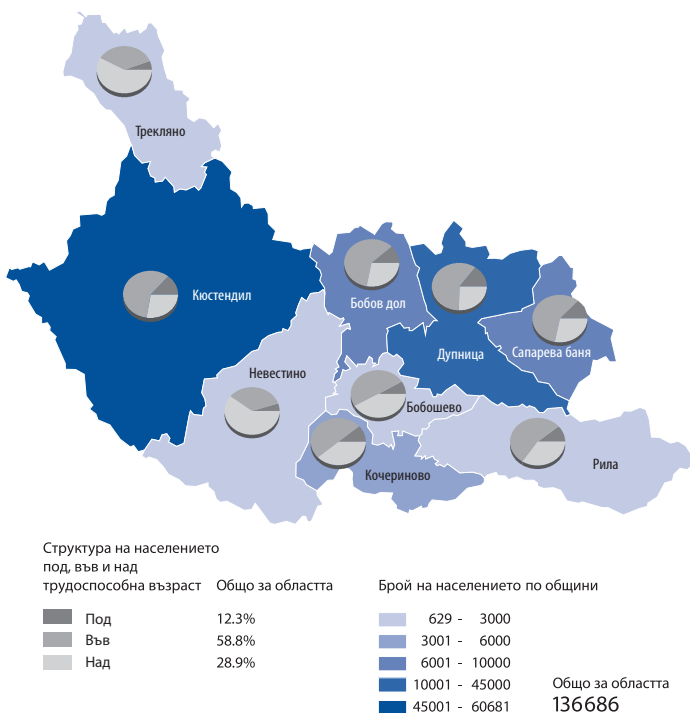 Трекляно
Кюстендил
Бобов дол
Дупница
Сапарева баня
Невестино
Бобошево
Кочериново
Рила
Структура на населението
под, във и над
трудоспособна възраст Общо за областта
Под 12.3%
Във 58.8%
Над 28.9%
Брой на населението по общини
629 - 3000
3001 - 6000
6001 - 10000
10001 - 45000
45001 - 60681
Общо за областта
136686